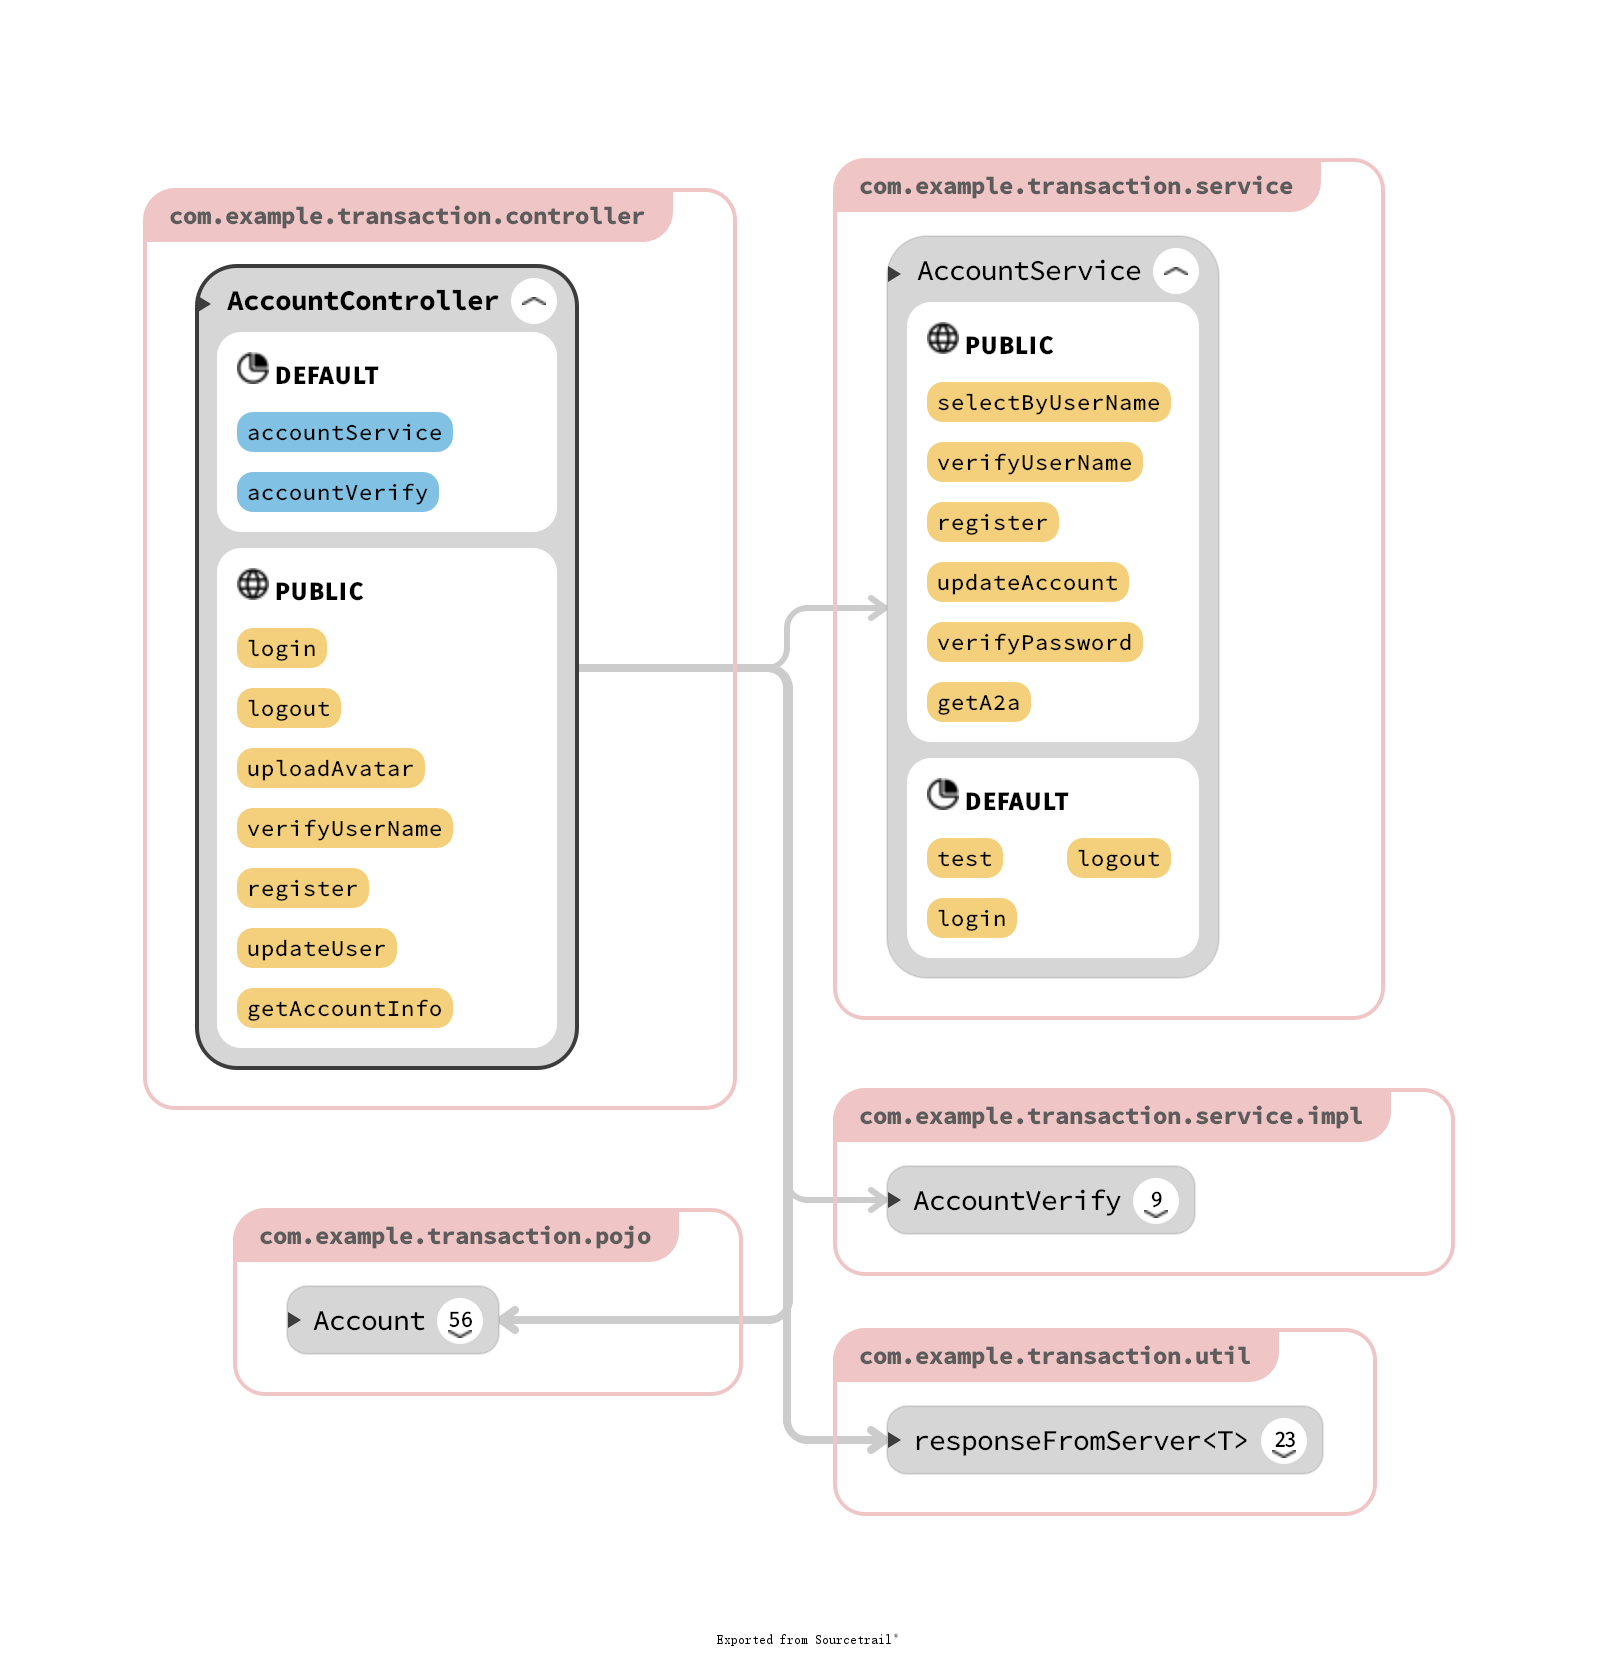 com.example.transaction.controller
AccountController
DEFAULT
accountService
accountVerify
PUBLIC
login
logout
uploadAvatar
verifyUserName
register
updateUser
getAccountInfo
com.example.transaction.service
AccountService
PUBLIC
selectByUserName
verifyUserName
register
updateAccount
verifyPassword
getA2a
DEFAULT
test logout
login
com.example.transaction.service.impl
AccountVerify 9
com.example.transaction.pojo
Account 56
com.example.transaction.util
responseFromServer<T> 23
Exported from Sourcetrail®